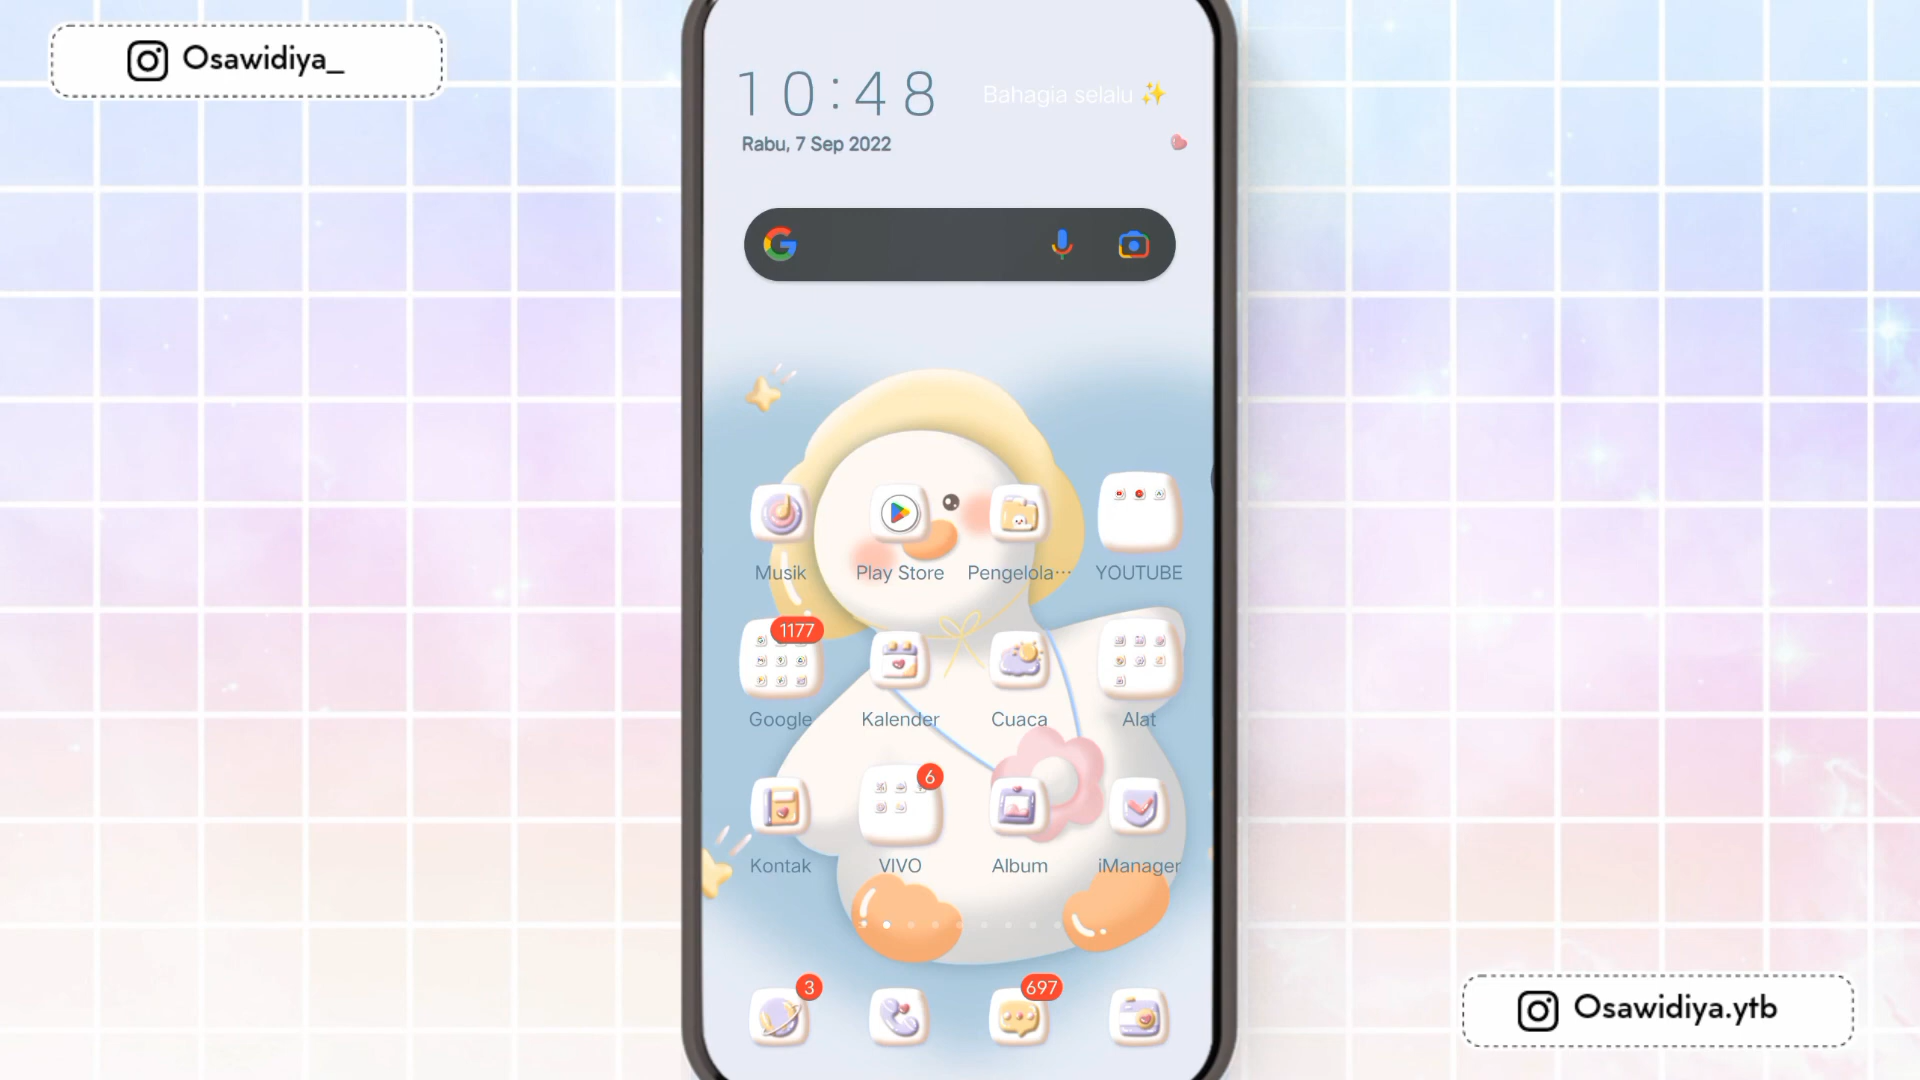 Osawidiya_
10:48
Bahagia selalu ✨
Rabu, 7 Sep 2022
Musik
Play Store
Pengelola...
YOUTUBE
1177
Google
Kalender
Cuaca
Alat
6
Kontak
VIVO
Album
iManager
3
697
Osawidiya.ytb